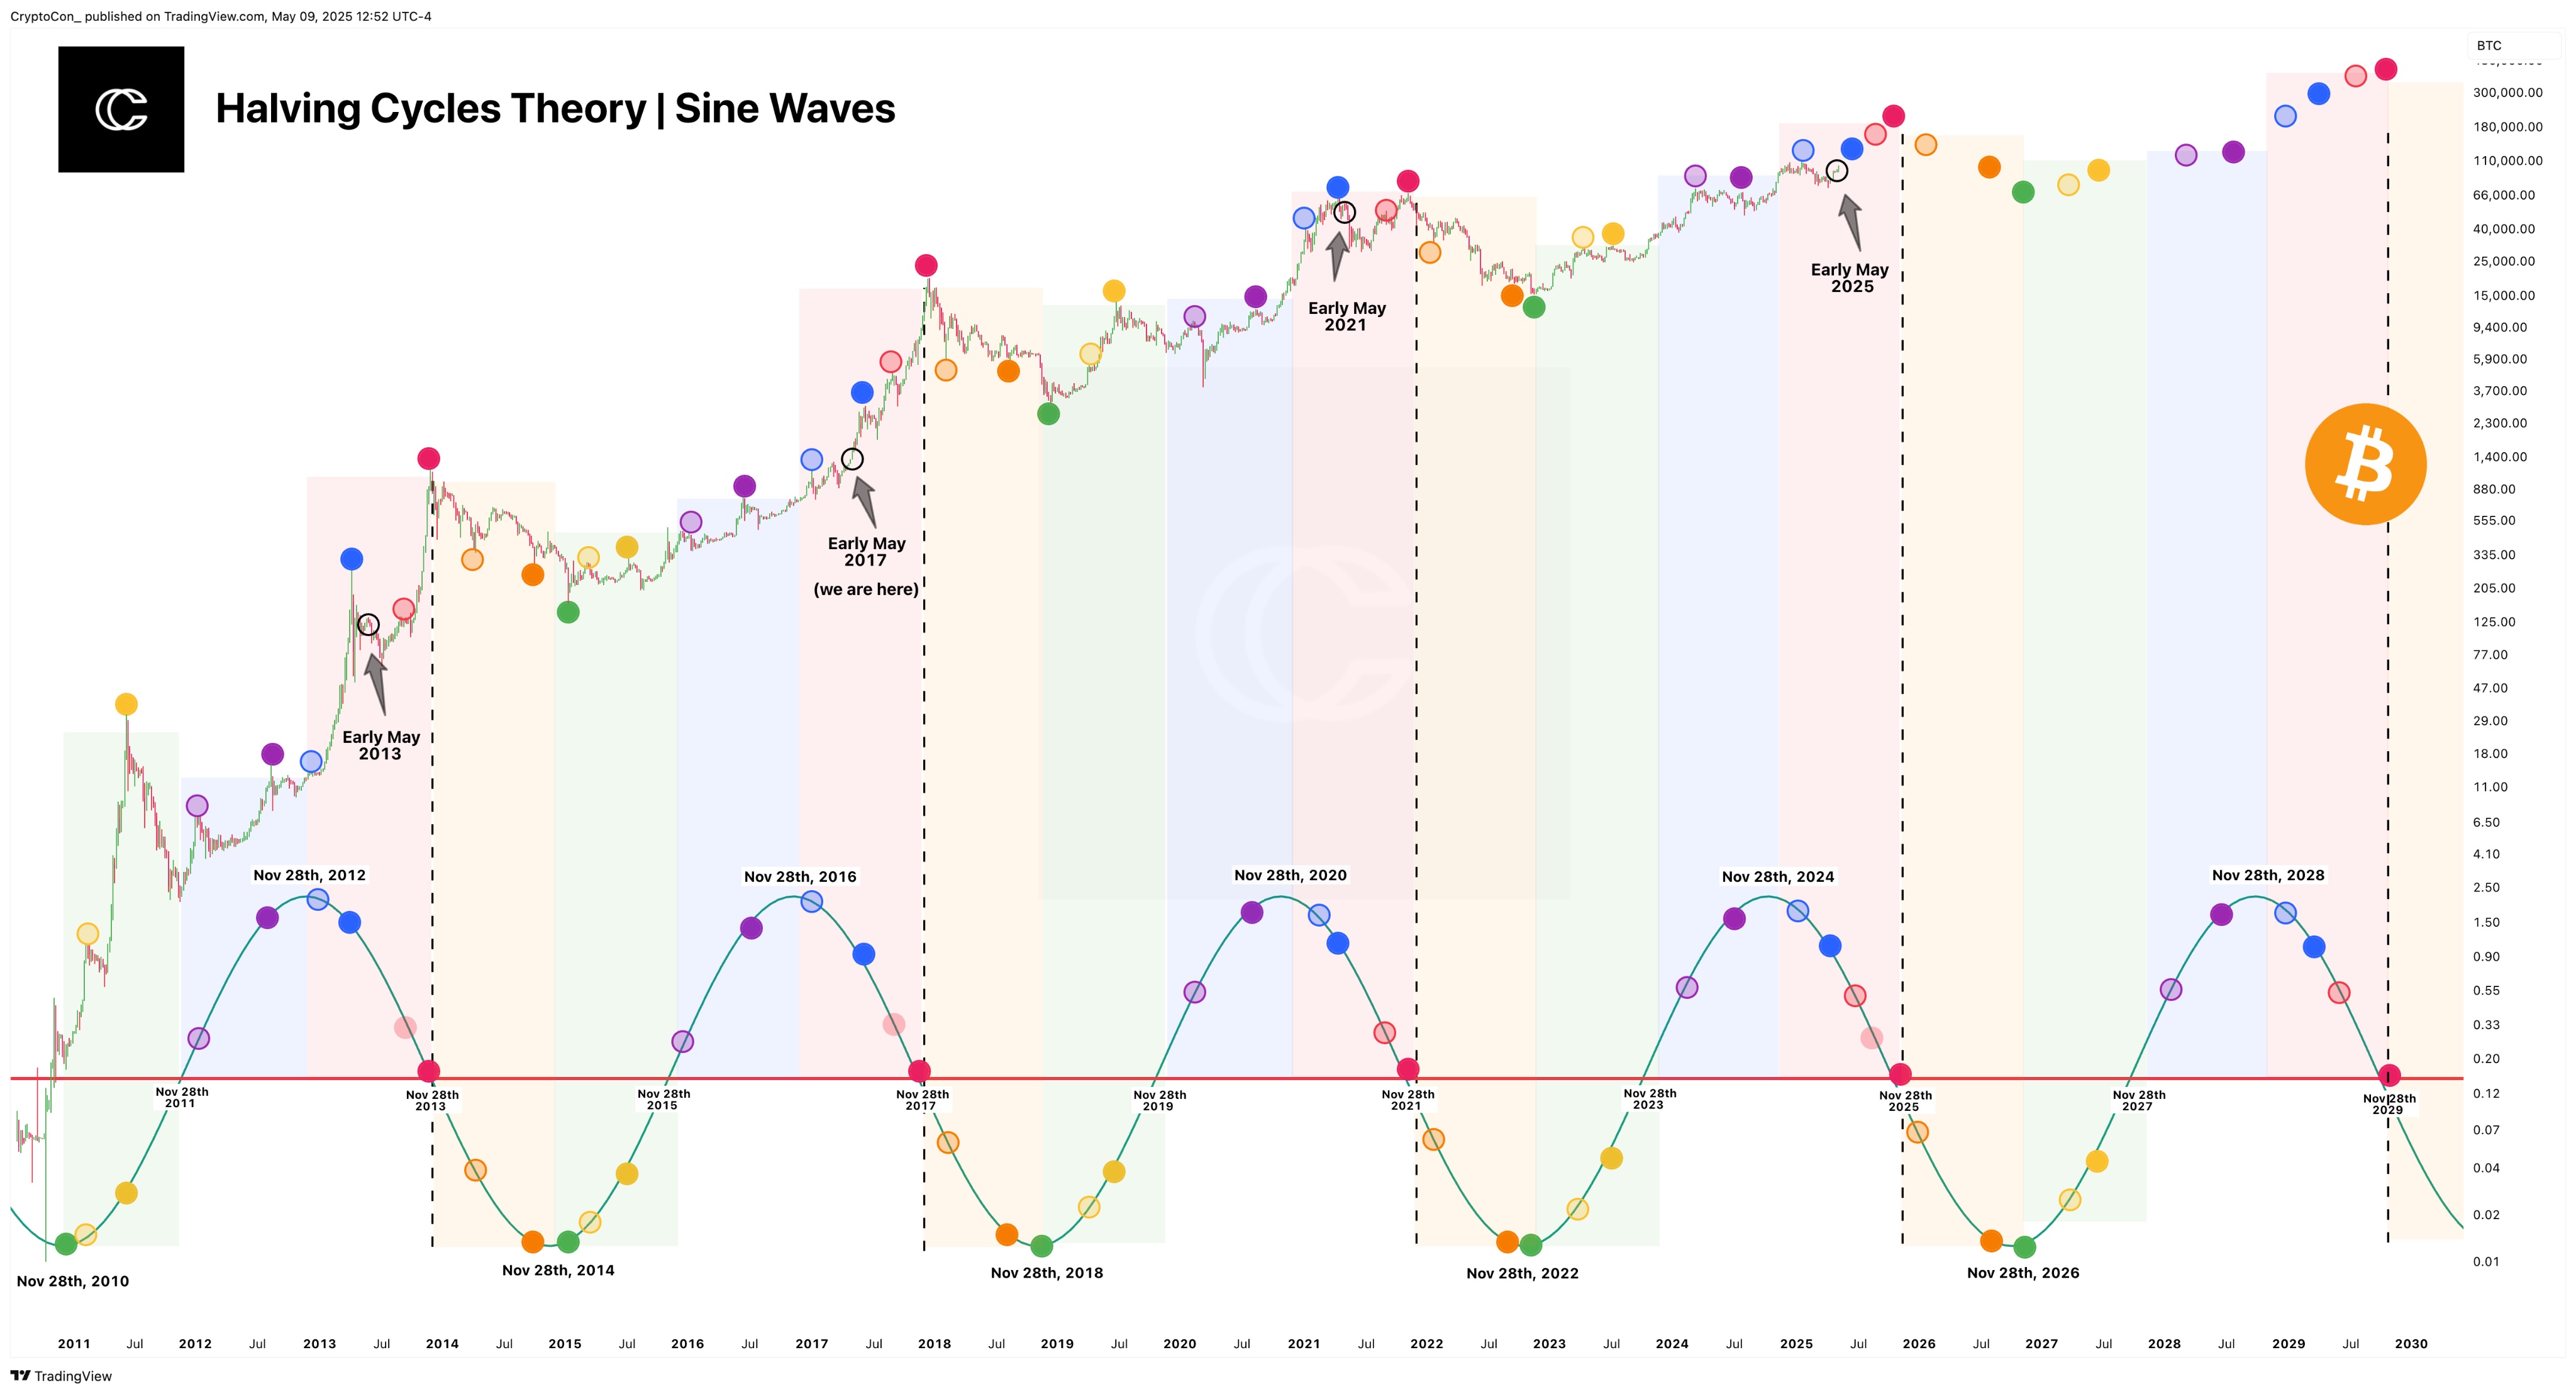 CryptoCon_ published on TradingView.com, May 09, 2025 12:52 UTC-4
Halving Cycles Theory | Sine Waves
BTC
300,000.00
180,000.00
110,000.00
66,000.00
40,000.00
25,000.00
15,000.00
9,400.00
5,900.00
3,700.00
2,300.00
1,400.00
880.00
555.00
335.00
205.00
125.00
77.00
47.00
29.00
18.00
11.00
6.50
4.10
2.50
1.50
0.90
0.55
0.33
0.20
0.12
0.07
0.04
0.02
0.01
Early May
2013
Early May
2017
(we are here)
Early May
2021
Early May
2025
Nov 28th, 2012
Nov 28th, 2016
Nov 28th, 2020
Nov 28th, 2024
Nov 28th, 2028
Nov 28th
2011
Nov 28th
2013
Nov 28th
2015
Nov 28th
2017
Nov 28th
2019
Nov 28th
2021
Nov 28th
2023
Nov 28th
2025
Nov 28th
2027
Nov 28th
2029
Nov 28th, 2010
Nov 28th, 2014
Nov 28th, 2018
Nov 28th, 2022
Nov 28th, 2026
2011 Jul 2012 Jul 2013 Jul 2014 Jul 2015 Jul 2016 Jul 2017 Jul 2018 Jul 2019 Jul 2020 Jul 2021 Jul 2022 Jul 2023 Jul 2024 Jul 2025 Jul 2026 Jul 2027 Jul 2028 Jul 2029 Jul 2030
TradingView